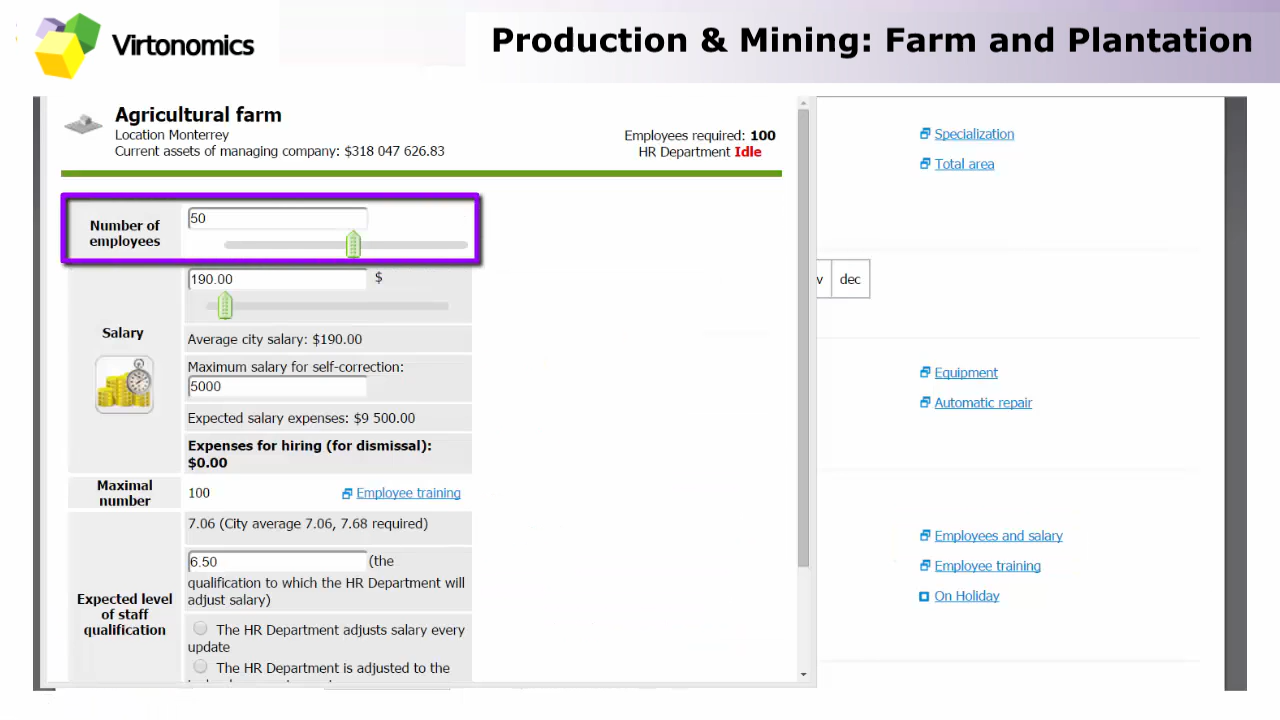 Virtonomics
Production & Mining: Farm and Plantation
Agricultural farm
Location Monterrey
Current assets of managing company: $318 047 626.83
Employees required: 100
HR Department Idle
Number of
employees
50
190.00 $
Salary
Average city salary: $190.00
Maximum salary for self-correction:
5000
Expected salary expenses: $9 500.00
Expenses for hiring (for dismissal):
$0.00
Maximal
number
100
Employee training
7.06 (City average 7.06, 7.68 required)
Expected level
of staff
qualification
6.50 (the
qualification to which the HR Department will
adjust salary)
The HR Department adjusts salary every
update
The HR Department is adjusted to the
Specialization
Total area
v dec
Equipment
Automatic repair
Employees and salary
Employee training
On Holiday